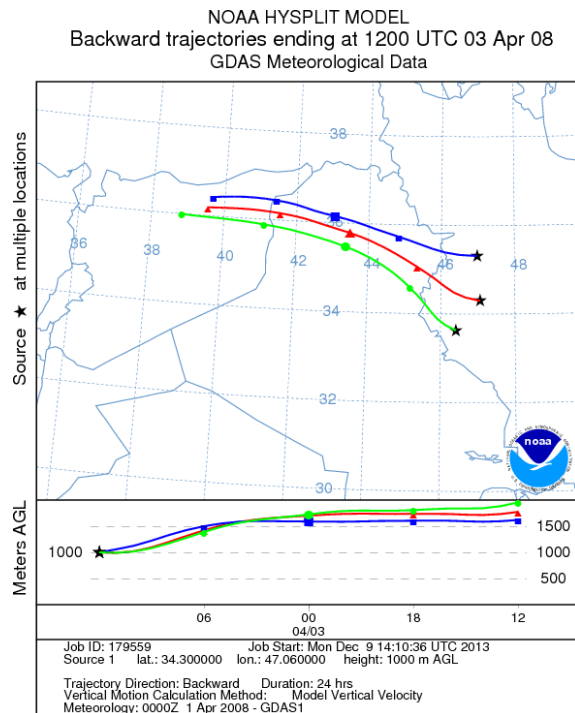 NOAA HYSPLIT MODEL
Backward trajectories ending at 1200 UTC 03 Apr 08
GDAS Meteorological Data
Source ★ at multiple locations
38
36
38
40
36
44
48
42
46
34
32
30
noaa
Meters AGL
1500
1000
1000
500
06
00
18
12
04/03
Job ID: 179559 Job Start: Mon Dec 9 14:10:36 UTC 2013
Source 1 lat.: 34.300000 lon.: 47.060000 height: 1000 m AGL
Trajectory Direction: Backward Duration: 24 hrs
Vertical Motion Calculation Method: Model Vertical Velocity
Meteorology: 0000Z 1 Apr 2008 - GDAS1